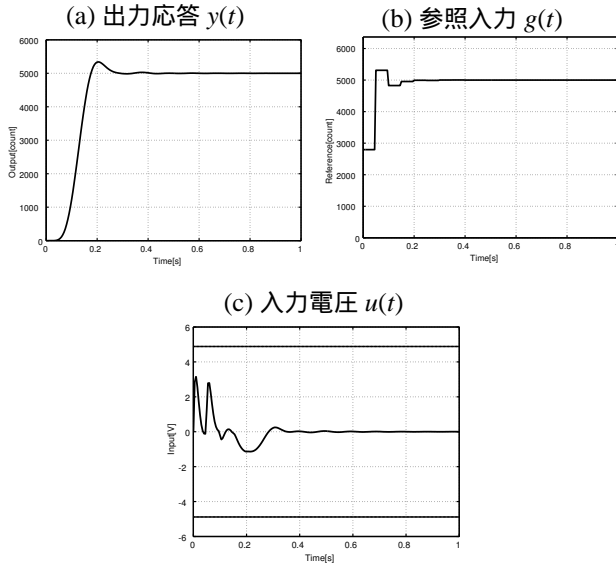 (a) 出力応答 y(t)
6000
5000
4000
3000
2000
1000
0
Output[count]
0 0.2 0.4 0.6 0.8 1
Time[s]
(b) 参照入力 g(t)
6000
5000
4000
3000
2000
1000
0
Reference[count]
0 0.2 0.4 0.6 0.8 1
Time[s]
(c) 入力電圧 u(t)
6
4
2
0
-2
-4
-6
Input[V]
0 0.2 0.4 0.6 0.8 1
Time[s]